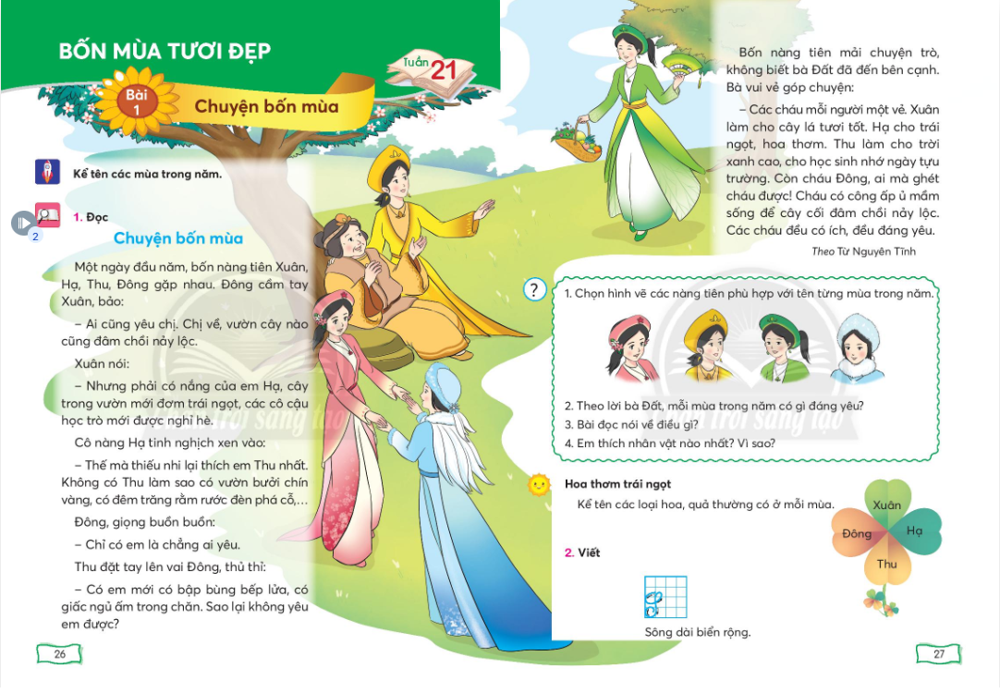 BỐN MÙA TƯƠI ĐẸP
Tuần 21
Bài
1
Chuyện bốn mùa
Kể tên các mùa trong năm.
1. Đọc
2
Chuyện bốn mùa
Một ngày đầu năm, bốn nàng tiên Xuân,
Hạ, Thu, Đông gặp nhau. Đông cầm tay
Xuân, bảo:
– Ai cũng yêu chị. Chị về, vườn cây nào
cũng đâm chồi nảy lộc.
Xuân nói:
– Nhưng phải có nắng của em Hạ, cây
trong vườn mới đơm trái ngọt, các cô cậu
học trò mới được nghỉ hè.
Cô nàng Hạ tinh nghịch xen vào:
– Thế mà thiếu nhi lại thích em Thu nhất.
Không có Thu làm sao có vườn bưởi chín
vàng, có đêm trăng rằm rước đèn phá cỗ,...
Đông, giọng buồn buồn:
– Chỉ có em là chẳng ai yêu.
Thu đặt tay lên vai Đông, thủ thỉ:
– Có em mới có bập bùng bếp lửa, có
giấc ngủ ấm trong chăn. Sao lại không yêu
em được?
26
Bốn nàng tiên mải chuyện trò,
không biết bà Đất đã đến bên cạnh.
Bà vui vẻ góp chuyện:
– Các cháu mỗi người một vẻ. Xuân
làm cho cây lá tươi tốt. Hạ cho trái
ngọt, hoa thơm. Thu làm cho trời
xanh cao, cho học sinh nhớ ngày tựu
trường. Còn cháu Đông, ai mà ghét
cháu được! Cháu có công ấp ủ mầm
sống để cây cối đâm chồi nảy lộc.
Các cháu đều có ích, đều đáng yêu.
Theo Từ Nguyên Tĩnh
?
1. Chọn hình vẽ các nàng tiên phù hợp với tên từng mùa trong năm.
2. Theo lời bà Đất, mỗi mùa trong năm có gì đáng yêu?
3. Bài đọc nói về điều gì?
4. Em thích nhân vật nào nhất? Vì sao?
Hoa thơm trái ngọt
Kể tên các loại hoa, quả thường có ở mỗi mùa.
Xuân
Đông
Hạ
Thu
2. Viết
S
Sông dài biển rộng.
27